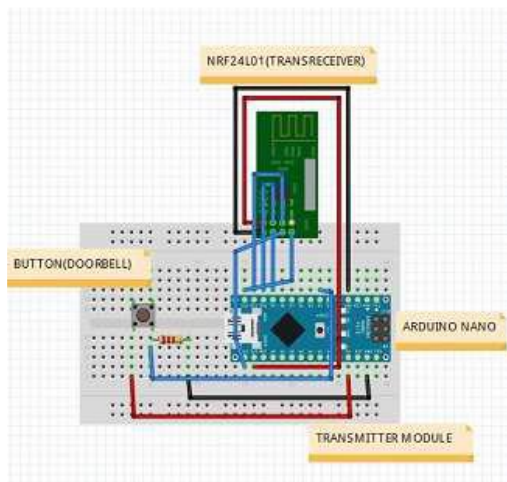 NRF24L01(TRANSRECEIVER)
BUTTON(DOORBELL)
ARDUINO NANO
TRANSMITTER MODULE